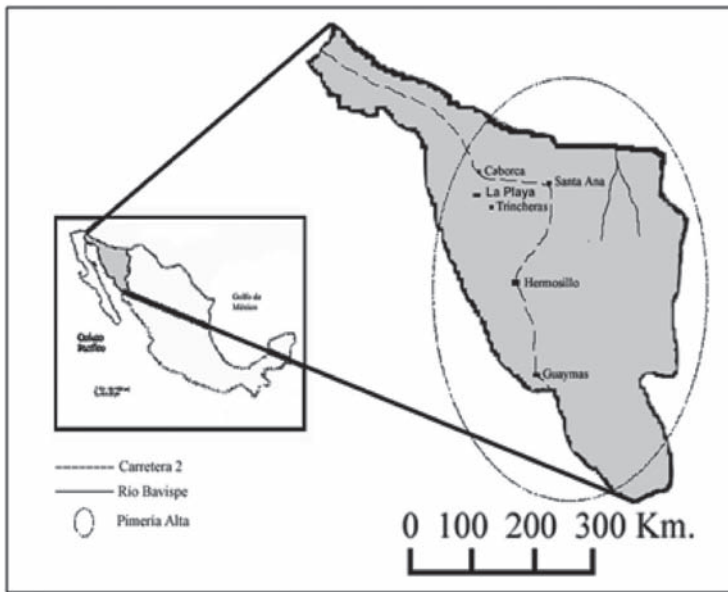 Caborca
Santa Ana
La Playa
Trincheras
Hermosillo
Guaymas
Golfo de
México
Carretera 2
Río Bavispe
Pimería Alta
0 100 200 300 Km.